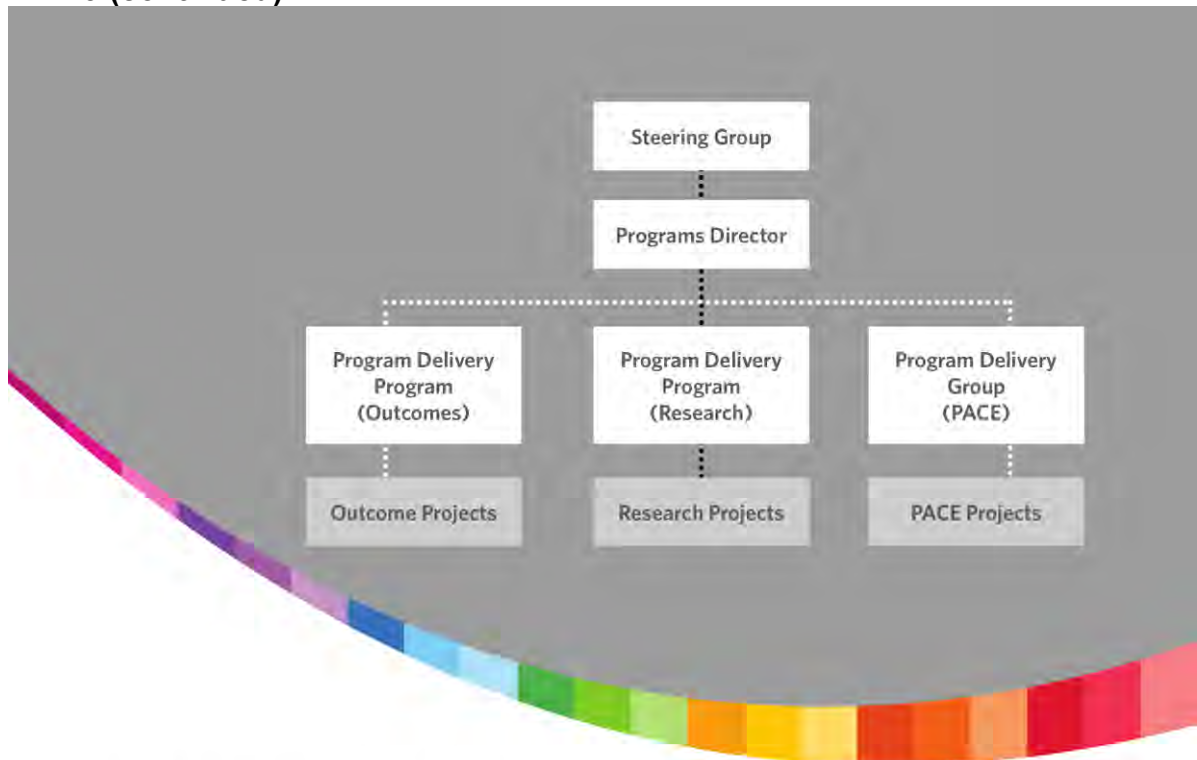 Steering Group
Programs Director
Program Delivery
Program
(Outcomes)
Program Delivery
Program
(Research)
Program Delivery
Group
(PACE)
Outcome Projects
Research Projects
PACE Projects